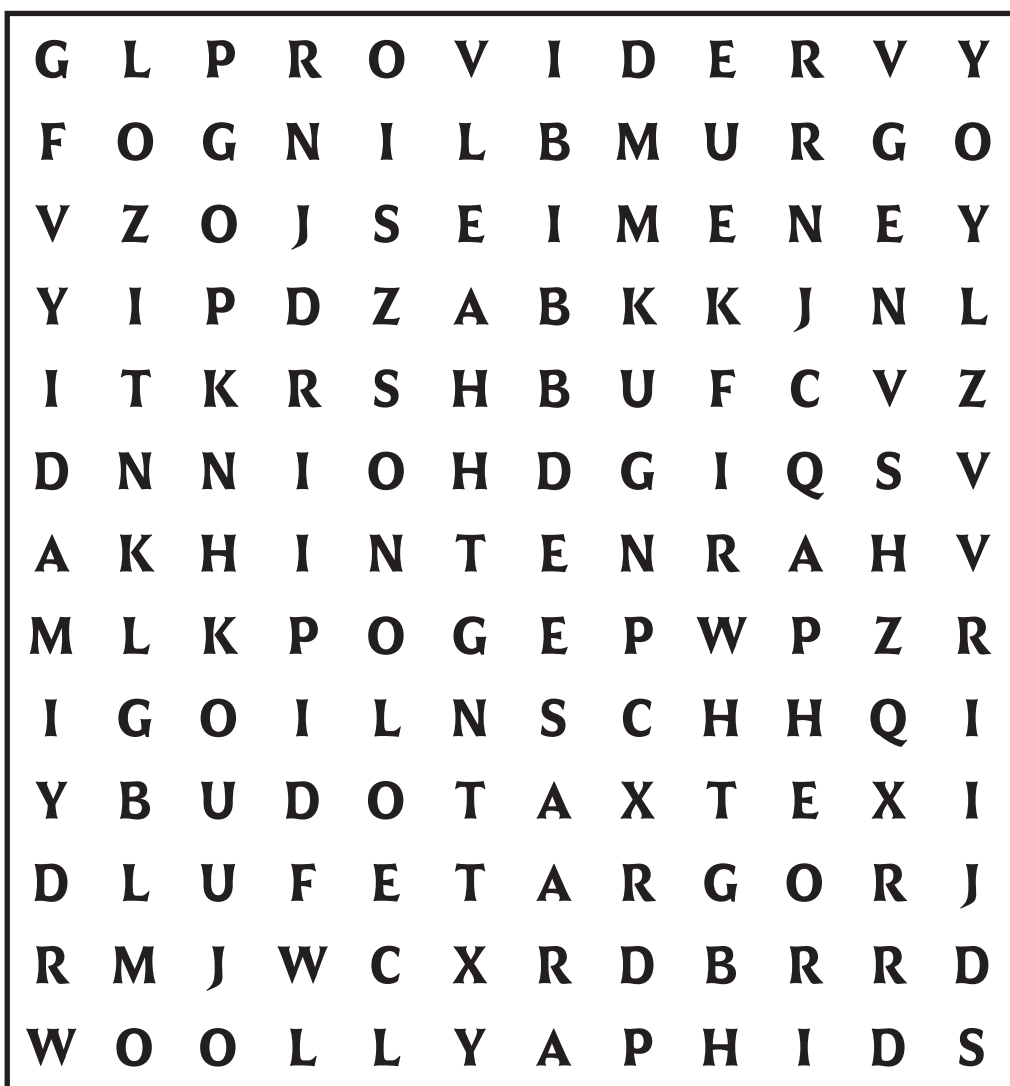 G L P R O V I D E R V Y
F O G N I L B M U R G O
V Z O J S E I M E N E Y
Y I P D Z A B K K J N L
I T K R S H B U F C V Z
D N N I O H D G I Q S V
A K H I N T E N R A H V
M L K P O G E P W P Z R
I G O I L N S C H H Q I
Y B U D O T A X T E X I
D L U F E T A R G O R J
R M J W C X R D B R R D
W O O L L Y A P H I D S